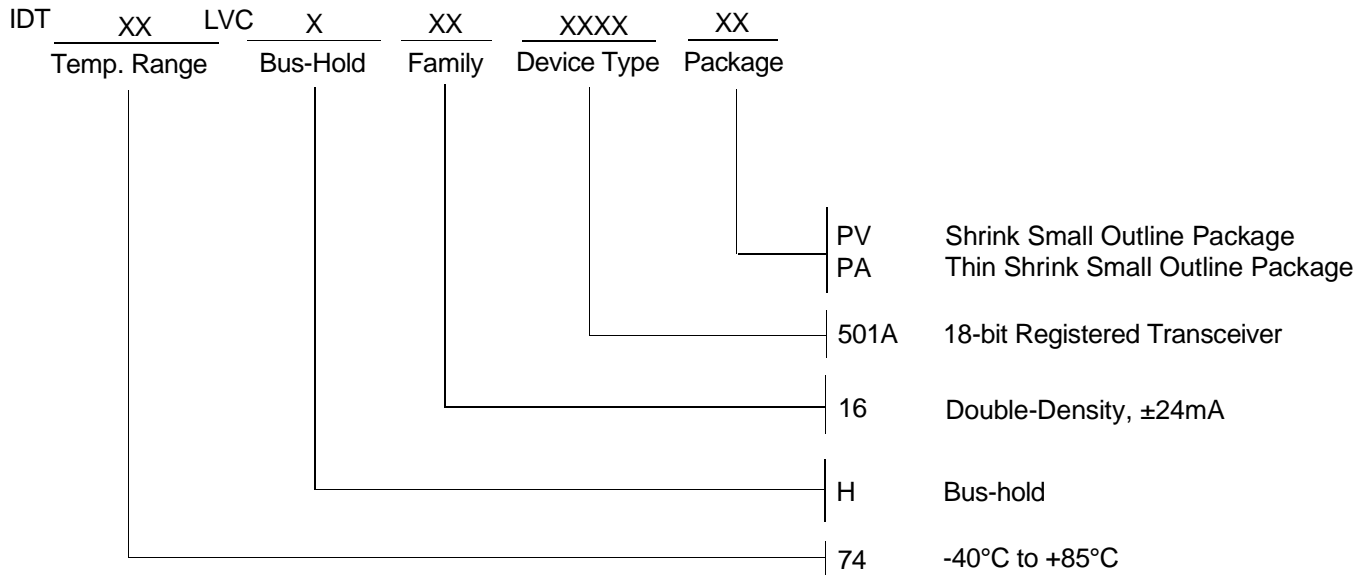 IDT XX LVC X XX XXXX XX
Temp. Range Bus-Hold Family Device Type Package
PV Shrink Small Outline Package
PA Thin Shrink Small Outline Package
501A 18-bit Registered Transceiver
16 Double-Density, ±24mA
H Bus-hold
74 -40°C to +85°C